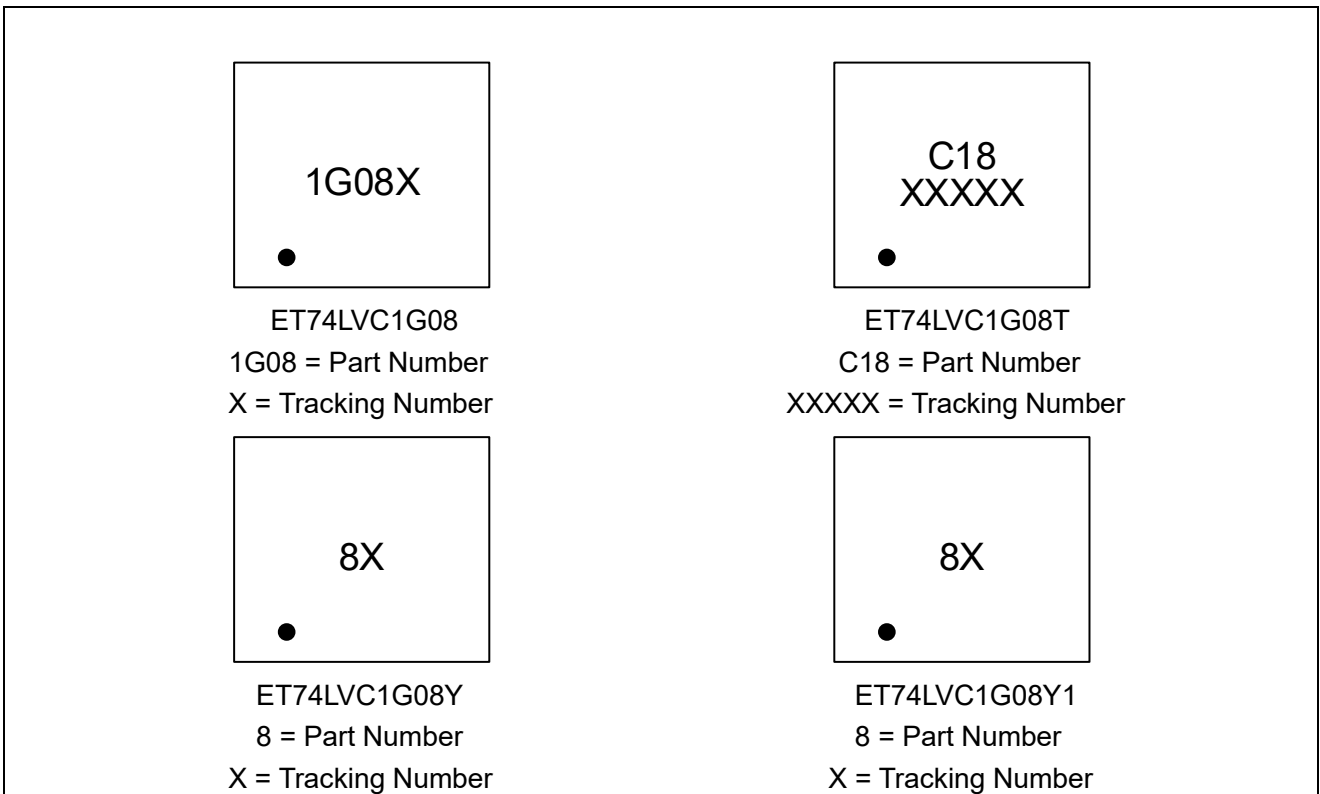 1G08X
ET74LVC1G08
1G08 = Part Number
X = Tracking Number
C18
XXXXX
ET74LVC1G08T
C18 = Part Number
XXXXX = Tracking Number
8X
ET74LVC1G08Y
8 = Part Number
X = Tracking Number
8X
ET74LVC1G08Y1
8 = Part Number
X = Tracking Number